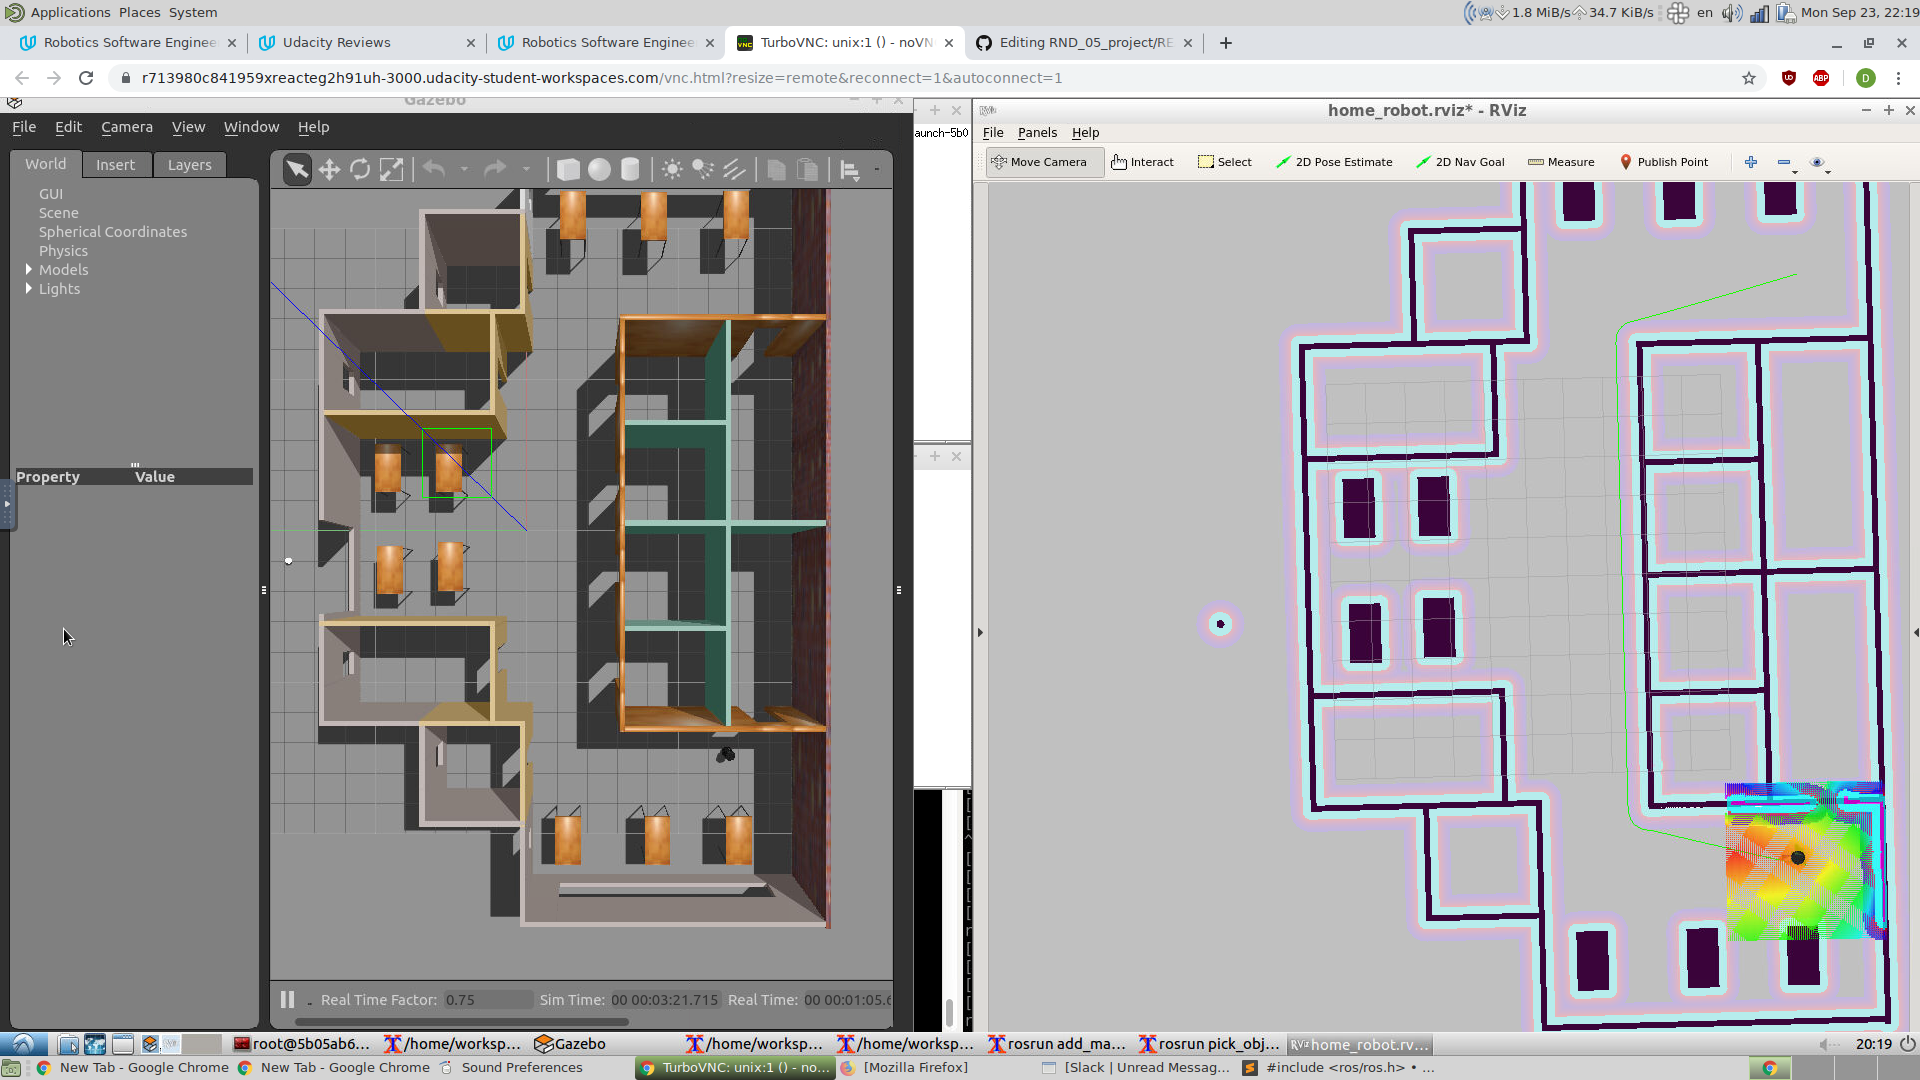 Applications Places System 1.8 MiB/s 34.7 KiB/s en Mon Sep 23, 22:19
Robotics Software Enginee Udacity Reviews Robotics Software Enginee TurboVNC: unix:1 () - noVN Editing RND_05_project/RE
r713980c841959xreacteg2h91uh-3000.udacity-student-workspaces.com/vnc.html?resize=remote&reconnect=1&autoconnect=1 ABP D
Gazebo
File Edit Camera View Window Help
World Insert Layers
GUI
Scene
Spherical Coordinates
Physics
Models
Lights
Property Value
Real Time Factor: 0.75 Sim Time: 00 00:03:21.715 Real Time: 00 00:01:05.6
aunch-5b0
home_robot.rviz* - RViz
File Panels Help
Move Camera Interact Select 2D Pose Estimate 2D Nav Goal Measure Publish Point
root@5b05ab6... /home/worksp... Gazebo /home/worksp... /home/worksp... rosrun add_ma... rosrun pick_obj... home_robot.rv... 20:19
New Tab - Google Chrome New Tab - Google Chrome Sound Preferences TurboVNC: unix:1 () - no... [Mozilla Firefox] [Slack | Unread Messag... #include <ros/ros.h> • ...